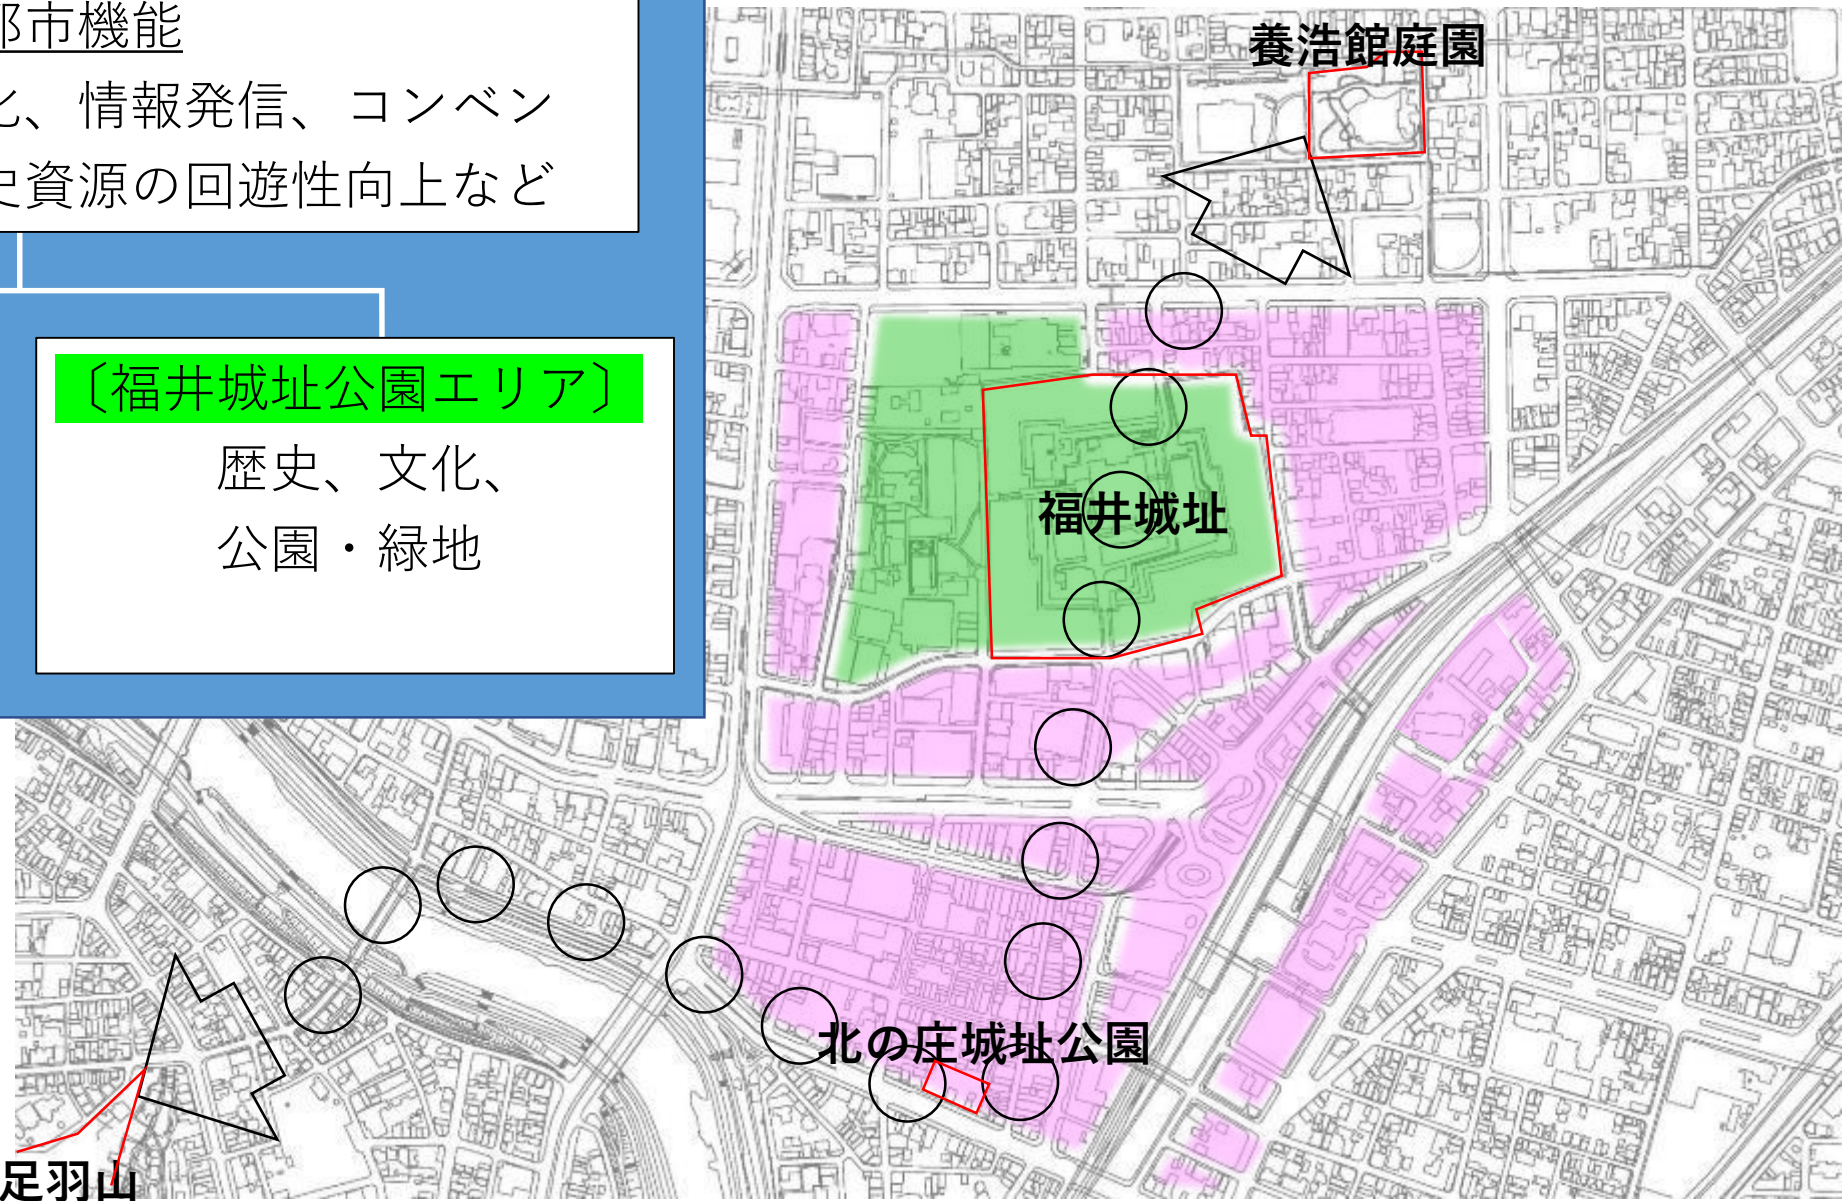 都市機能
化、情報発信、コンベン
史資源の回遊性向上など
〔福井城址公園エリア〕
歴史、文化、
公園・緑地
養浩館庭園
福井城址
北の庄城址公園
足羽山